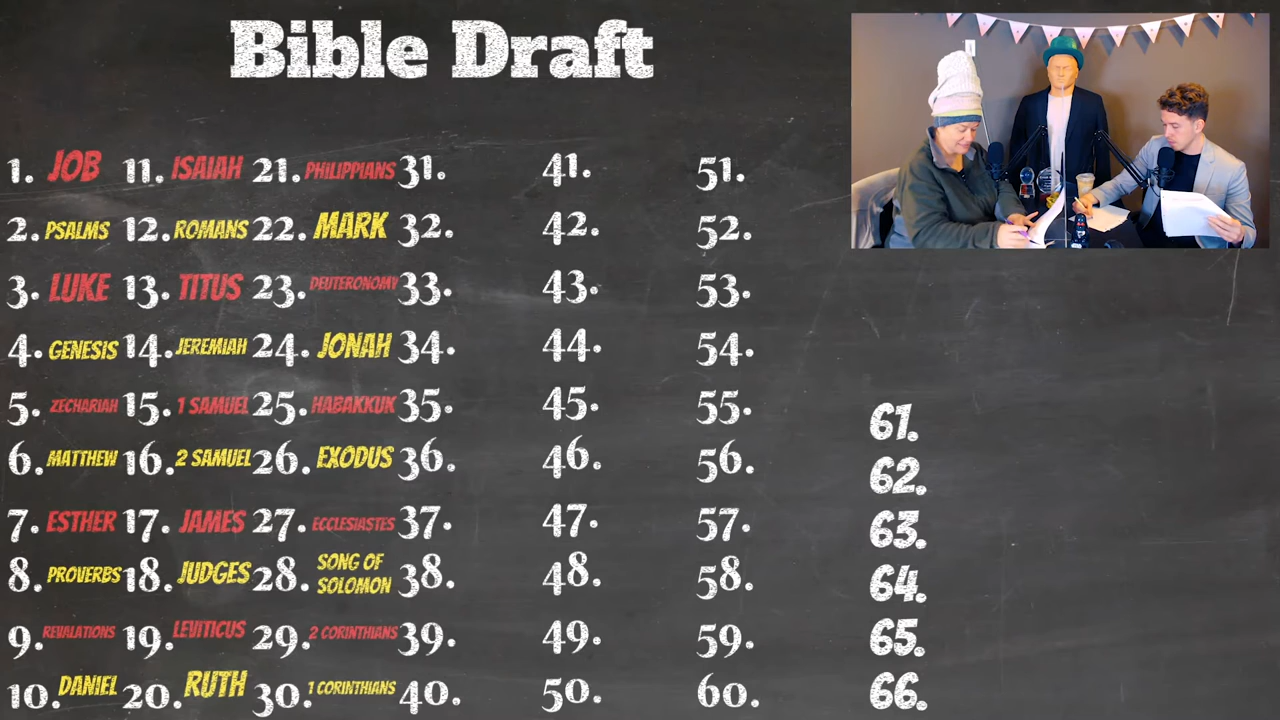 Bible Draft
1. JOB
2. PSALMS
3. LUKE
4. GENESIS
5. ZECHARIAH
6. MATTHEW
7. ESTHER
8. PROVERBS
9. REVALATIONS
10. DANIEL
11. ISAIAH
12. ROMANS
13. TITUS
14. JEREMIAH
15. 1 SAMUEL
16. 2 SAMUEL
17. JAMES
18. JUDGES
19. LEVITICUS
20. RUTH
21. PHILIPPIANS
22. MARK
23. DEUTERONOMY
24. JONAH
25. HABAKKUK
26. EXODUS
27. ECCLESIASTES
28. SONG OF
SOLOMON
29. 2 CORINTHIANS
30. 1 CORINTHIANS
31.
32.
33.
34.
35.
36.
37.
38.
39.
40.
41.
42.
43.
44.
45.
46.
47.
48.
49.
50.
51.
52.
53.
54.
55.
56.
57.
58.
59.
60.
61.
62.
63.
64.
65.
66.